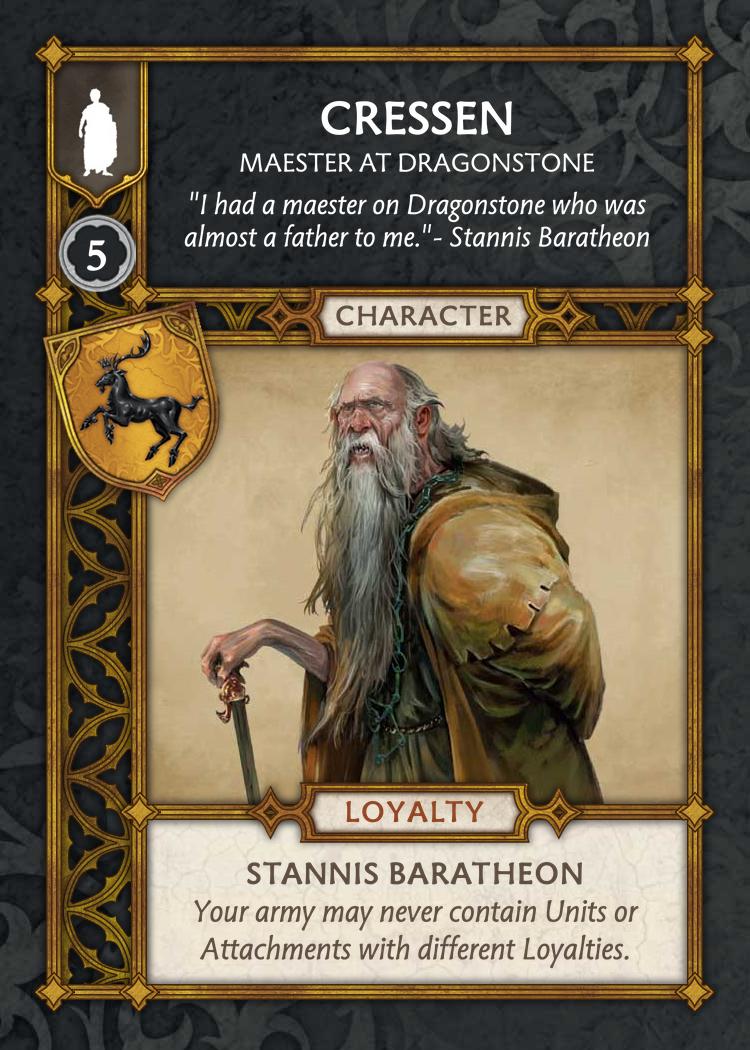 CRESSEN
MAESTER AT DRAGONSTONE
"I had a maester on Dragonstone who was
almost a father to me."- Stannis Baratheon
5
CHARACTER
LOYALTY
STANNIS BARATHEON
Your army may never contain Units or
Attachments with different Loyalties.